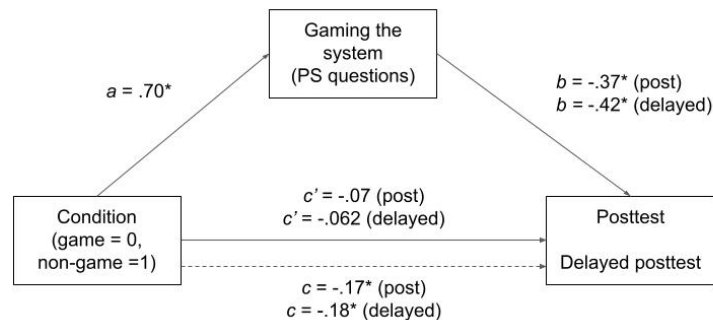 Gaming the
system
(PS questions)
a = .70*
b = -.37* (post)
b = -.42* (delayed)
c' = -.07 (post)
c' = -.062 (delayed)
Condition
(game = 0,
non-game =1)
Posttest
Delayed posttest
c = -.17* (post)
c = -.18* (delayed)